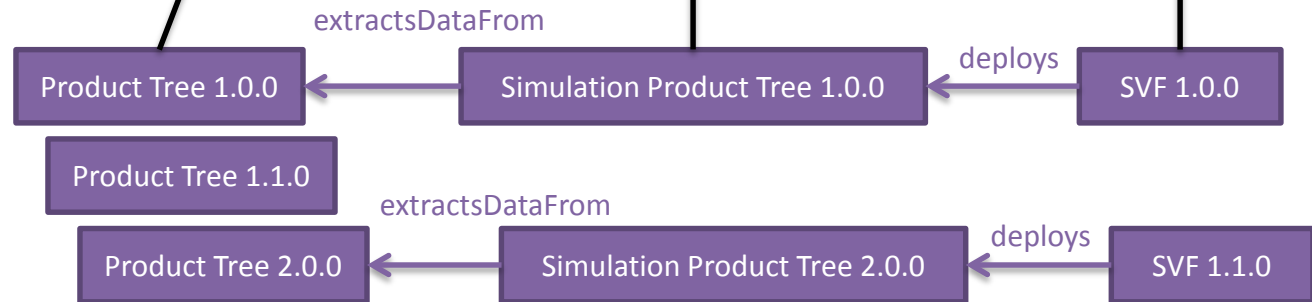 extractsDataFrom
Product Tree 1.0.0
Simulation Product Tree 1.0.0
deploys
SVF 1.0.0
Product Tree 1.1.0
extractsDataFrom
Product Tree 2.0.0
Simulation Product Tree 2.0.0
deploys
SVF 1.1.0